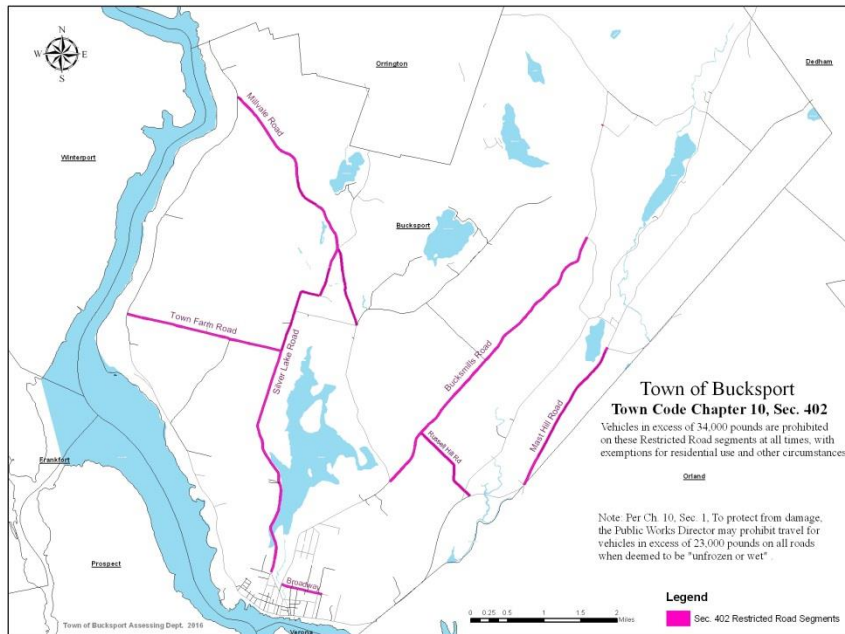 N
W E
S
Orrington
Dedham
Millvale Road
Winterport
Bucksport
Town Farm Road
Silver Lake Road
Bucksmills Road
Russell Hill Rd
Mast Hill Road
Town of Bucksport
Town Code Chapter 10, Sec. 402
Vehicles in excess of 34,000 pounds are prohibited
on these Restricted Road segments at all times, with
exemptions for residential use and other circumstances
Frankfort
Orland
Note: Per Ch. 10, Sec. 1, To protect from damage,
the Public Works Director may prohibit travel for
vehicles in excess of 23,000 pounds on all roads
when deemed to be "unfrozen or wet" .
Prospect
Broadway
Legend
Sec. 402 Restricted Road Segments
0 0.25 0.5 1 1.5 2
Miles
Town of Bucksport Assessing Dept. 2016
Verona